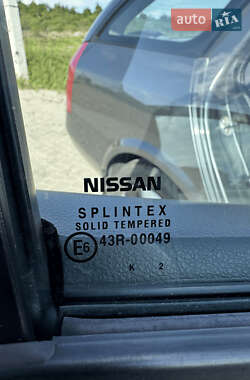 AUTO
RIA
NISSAN
SPLINTEX
SOLID TEMPERED
E6 43R-00049
K 2